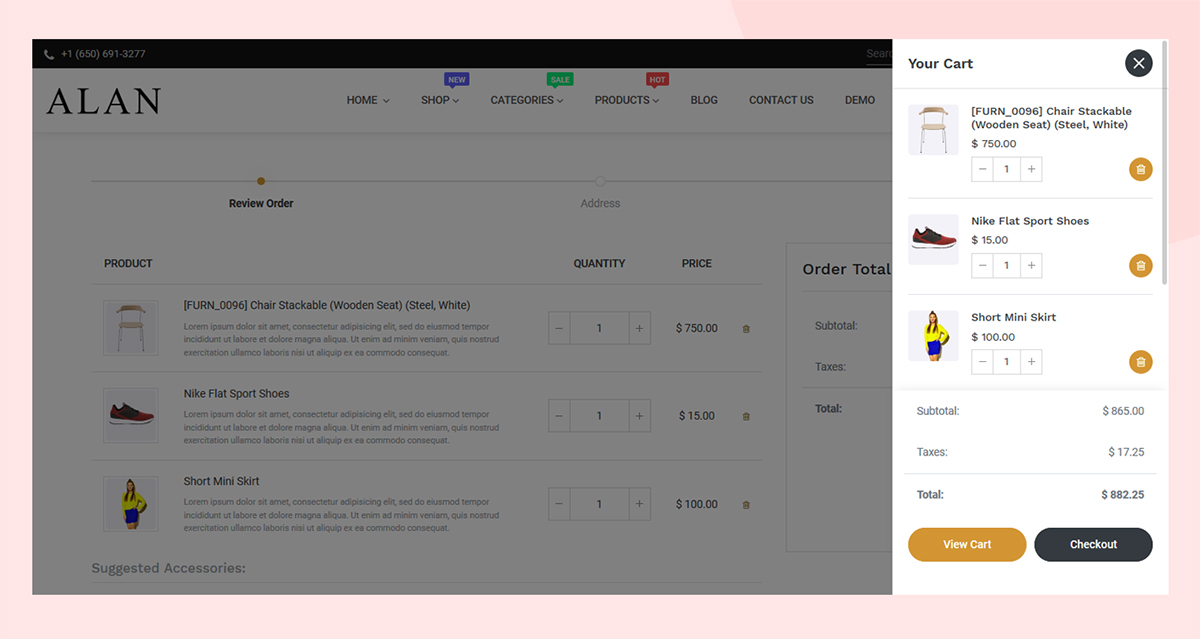 +1 (650) 691-3277
Sear
ALAN
HOME
NEW
SHOP
SALE
CATEGORIES
HOT
PRODUCTS
BLOG
CONTACT US
DEMO
Review Order
Address
PRODUCT QUANTITY PRICE
[FURN_0096] Chair Stackable (Wooden Seat) (Steel, White)
Lorem ipsum dolor sit amet, consectetur adipisicing elit, sed do eiusmod tempor
incididunt ut labore et dolore magna aliqua. Ut enim ad minim veniam, quis nostrud
exercitation ullamco laboris nisi ut aliquip ex ea commodo consequat.
− 1 + $ 750.00
Nike Flat Sport Shoes
Lorem ipsum dolor sit amet, consectetur adipisicing elit, sed do eiusmod tempor
incididunt ut labore et dolore magna aliqua. Ut enim ad minim veniam, quis nostrud
exercitation ullamco laboris nisi ut aliquip ex ea commodo consequat.
− 1 + $ 15.00
Short Mini Skirt
Lorem ipsum dolor sit amet, consectetur adipisicing elit, sed do eiusmod tempor
incididunt ut labore et dolore magna aliqua. Ut enim ad minim veniam, quis nostrud
exercitation ullamco laboris nisi ut aliquip ex ea commodo consequat.
− 1 + $ 100.00
Suggested Accessories:
Order Total
Subtotal:
Taxes:
Total:
Your Cart
[FURN_0096] Chair Stackable
(Wooden Seat) (Steel, White)
$ 750.00
− 1 +
Nike Flat Sport Shoes
$ 15.00
− 1 +
Short Mini Skirt
$ 100.00
− 1 +
Subtotal: $ 865.00
Taxes: $ 17.25
Total: $ 882.25
View Cart
Checkout